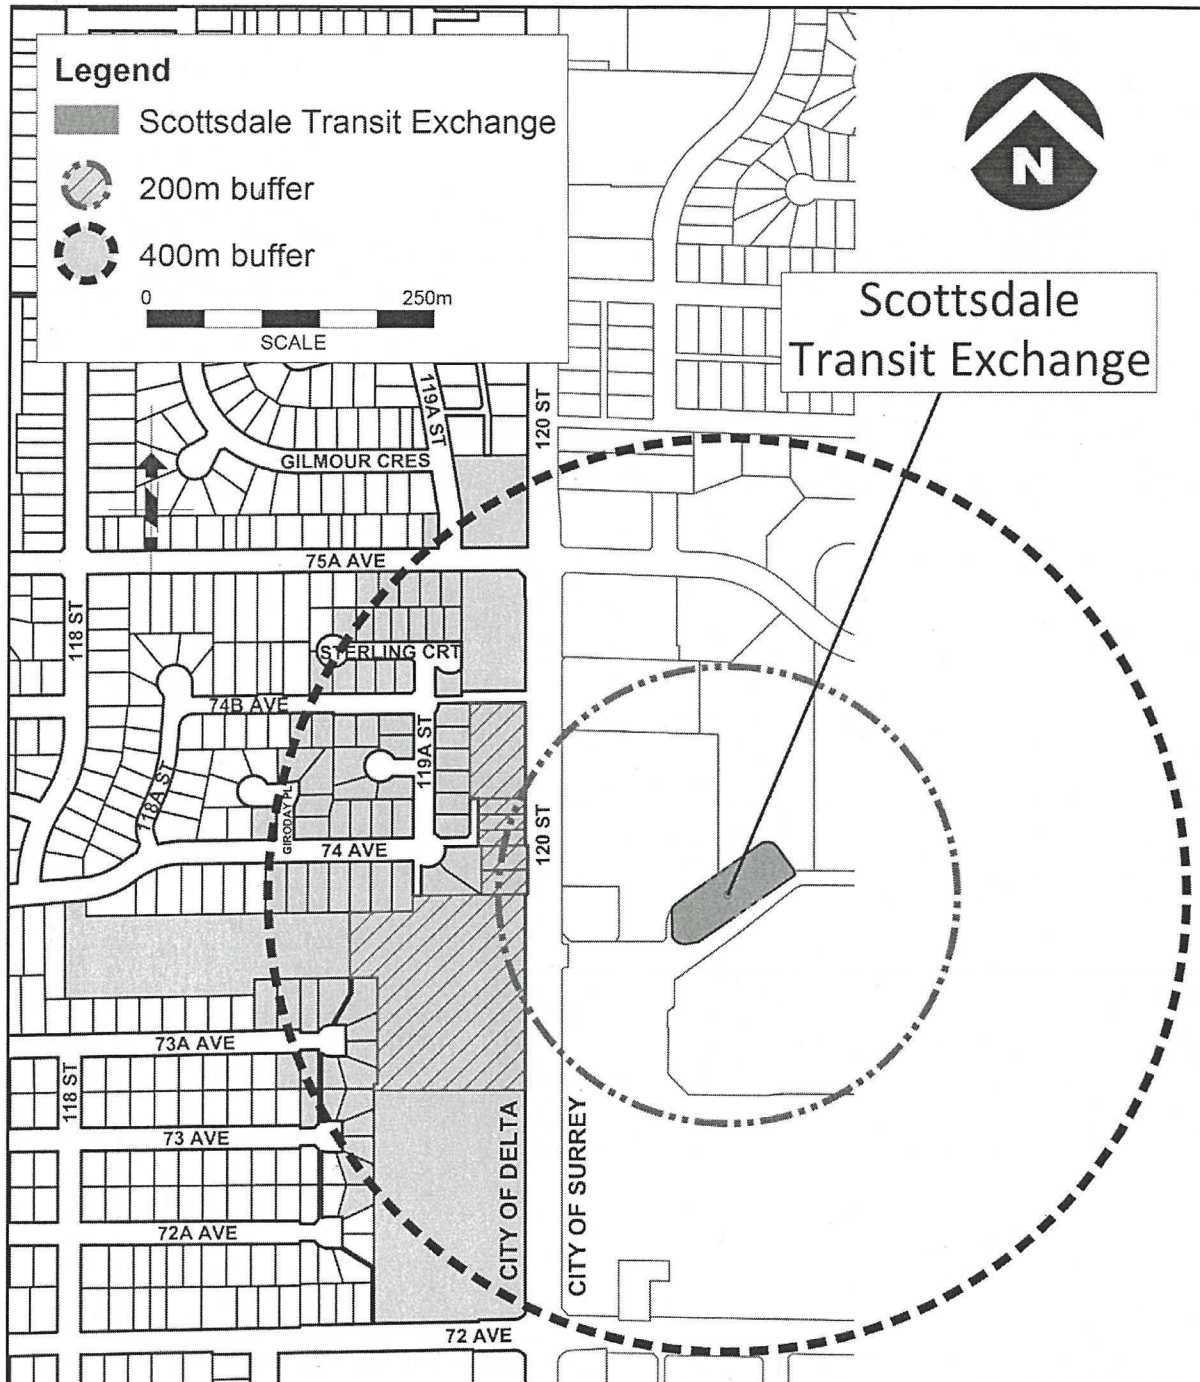 Legend
Scottsdale Transit Exchange
200m buffer
400m buffer
0 250m
SCALE
N
Scottsdale
Transit Exchange
119A ST
120 ST
GILMOUR CRES
75A AVE
118 ST
STERLING CRT
74B AVE
119A ST
118A ST
GIRODAY PL
120 ST
74 AVE
73A AVE
118 ST
73 AVE
CITY OF DELTA
CITY OF SURREY
72A AVE
72 AVE